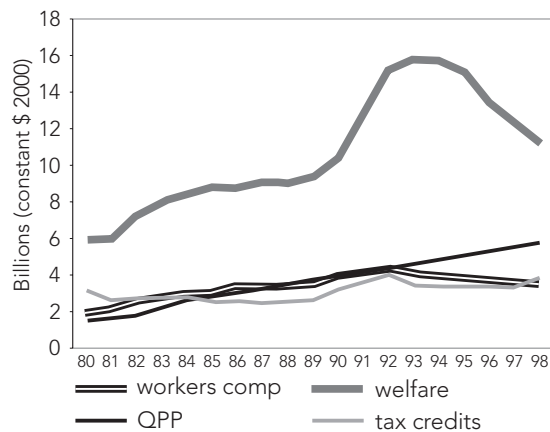 Billions (constant $ 2000)
18
16
14
12
10
8
6
4
2
0
80 81 82 83 84 85 86 87 88 89 90 91 92 93 94 95 96 97 98
workers comp welfare
QPP tax credits